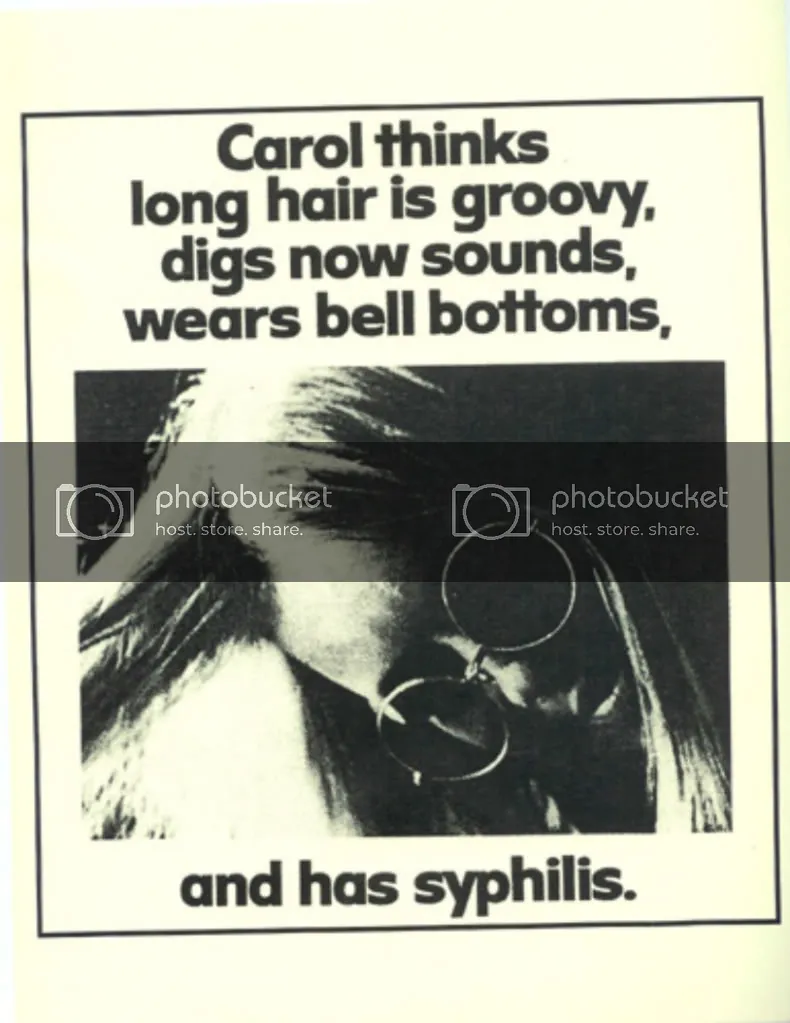 Carol thinks
long hair is groovy,
digs now sounds,
wears bell bottoms,
photobucket photobucket
host. store. share. host. store. share.
and has syphilis.